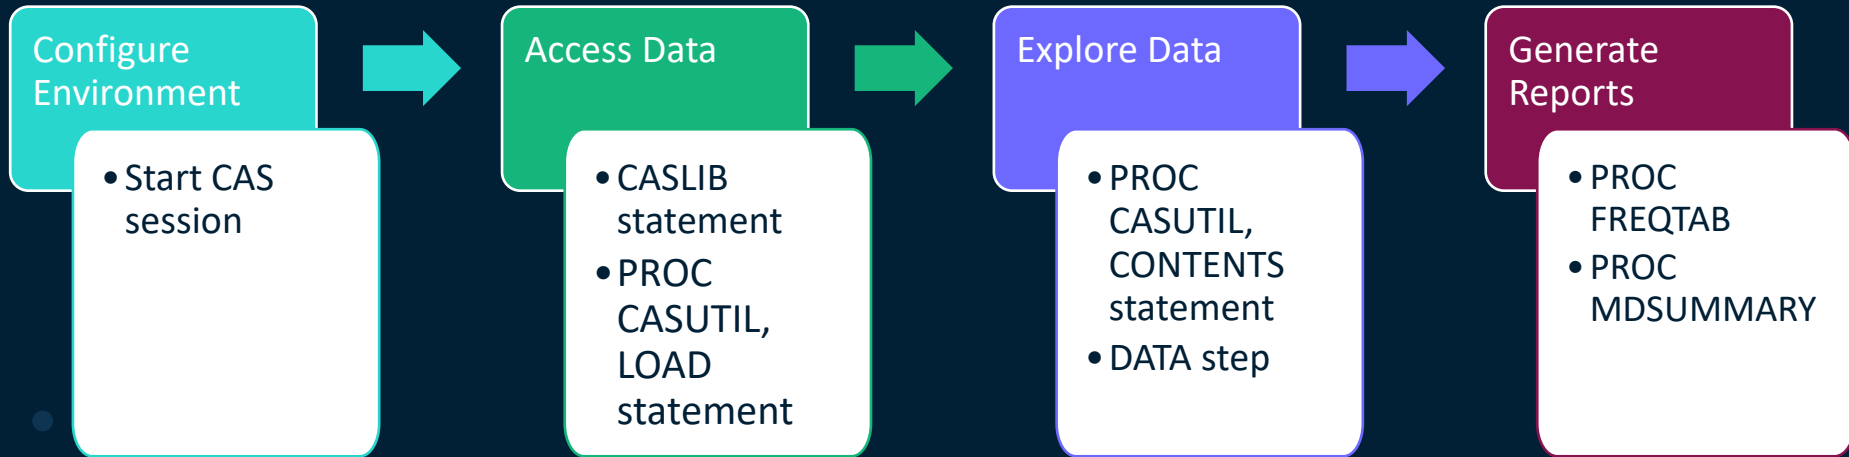 Configure
Environment
• Start CAS
session
Access Data
• CASLIB
statement
• PROC
CASUTIL,
LOAD
statement
Explore Data
• PROC
CASUTIL,
CONTENTS
statement
• DATA step
Generate
Reports
• PROC
FREQTAB
• PROC
MDSUMMARY